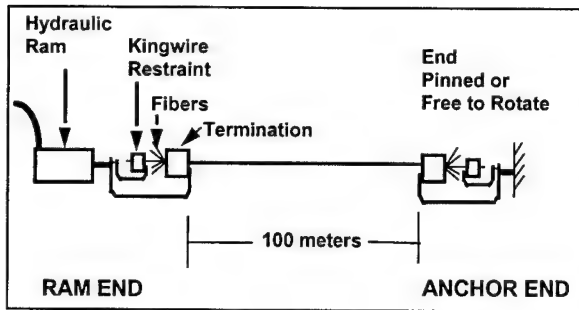 Hydraulic
Ram
Kingwire
Restraint
Fibers
Termination
End
Pinned or
Free to Rotate
100 meters
RAM END
ANCHOR END